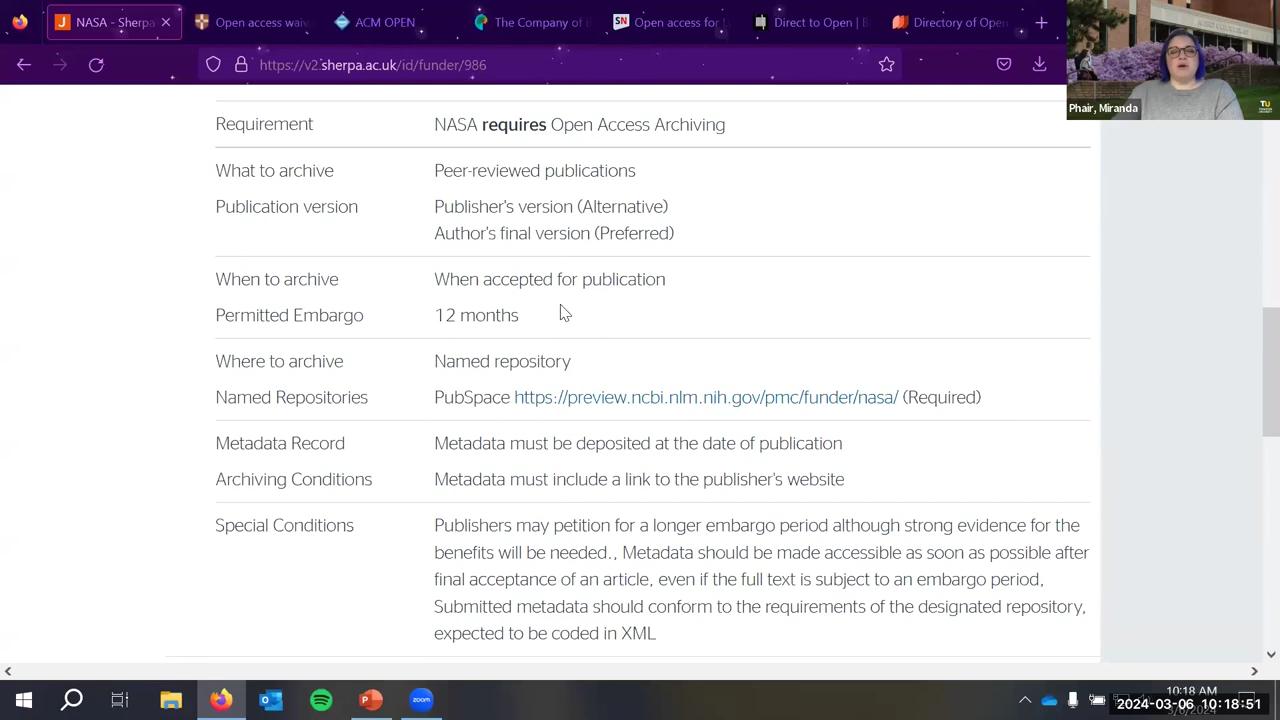 NASA - Sherpa
Open access waiv
ACM OPEN
The Company of
SN
Open access for
Direct to Open | B
Directory of Open
https://v2.sherpa.ac.uk/id/funder/986
Phair, Miranda
TU
Requirement
NASA requires Open Access Archiving
What to archive
Peer-reviewed publications
Publication version
Publisher's version (Alternative)
Author's final version (Preferred)
When to archive
When accepted for publication
Permitted Embargo
12 months
Where to archive
Named repository
Named Repositories
PubSpace https://preview.ncbi.nlm.nih.gov/pmc/funder/nasa/ (Required)
Metadata Record
Metadata must be deposited at the date of publication
Archiving Conditions
Metadata must include a link to the publisher's website
Special Conditions
Publishers may petition for a longer embargo period although strong evidence for the
benefits will be needed., Metadata should be made accessible as soon as possible after
final acceptance of an article, even if the full text is subject to an embargo period,
Submitted metadata should conform to the requirements of the designated repository,
expected to be coded in XML
zoom
10:18 AM
2024-03-06 10:18:51